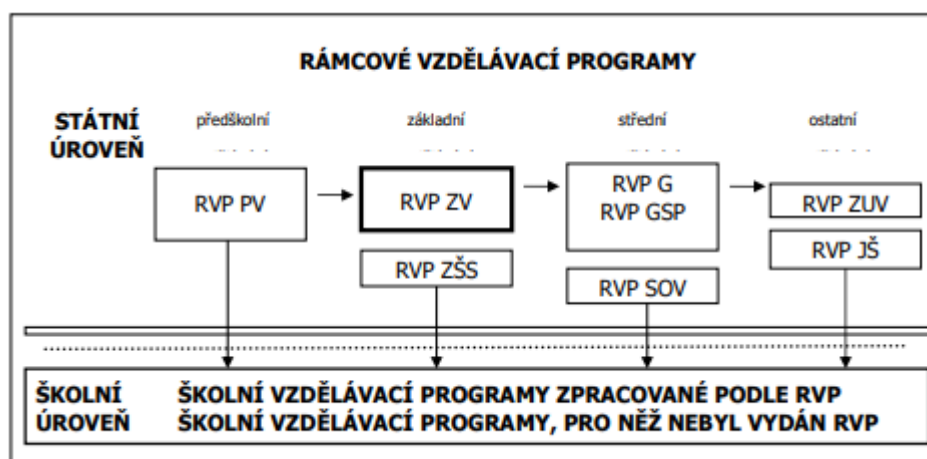 RÁMCOVÉ VZDĚLÁVACÍ PROGRAMY
STÁTNÍ ÚROVEŇ
předškolní
základní
střední
ostatní
RVP PV
RVP ZV
RVP G
RVP GSP
RVP ZUV
RVP ZŠS
RVP SOV
RVP JŠ
ŠKOLNÍ ÚROVEŇ
ŠKOLNÍ VZDĚLÁVACÍ PROGRAMY ZPRACOVANÉ PODLE RVP
ŠKOLNÍ VZDĚLÁVACÍ PROGRAMY, PRO NĚŽ NEBYL VYDÁN RVP